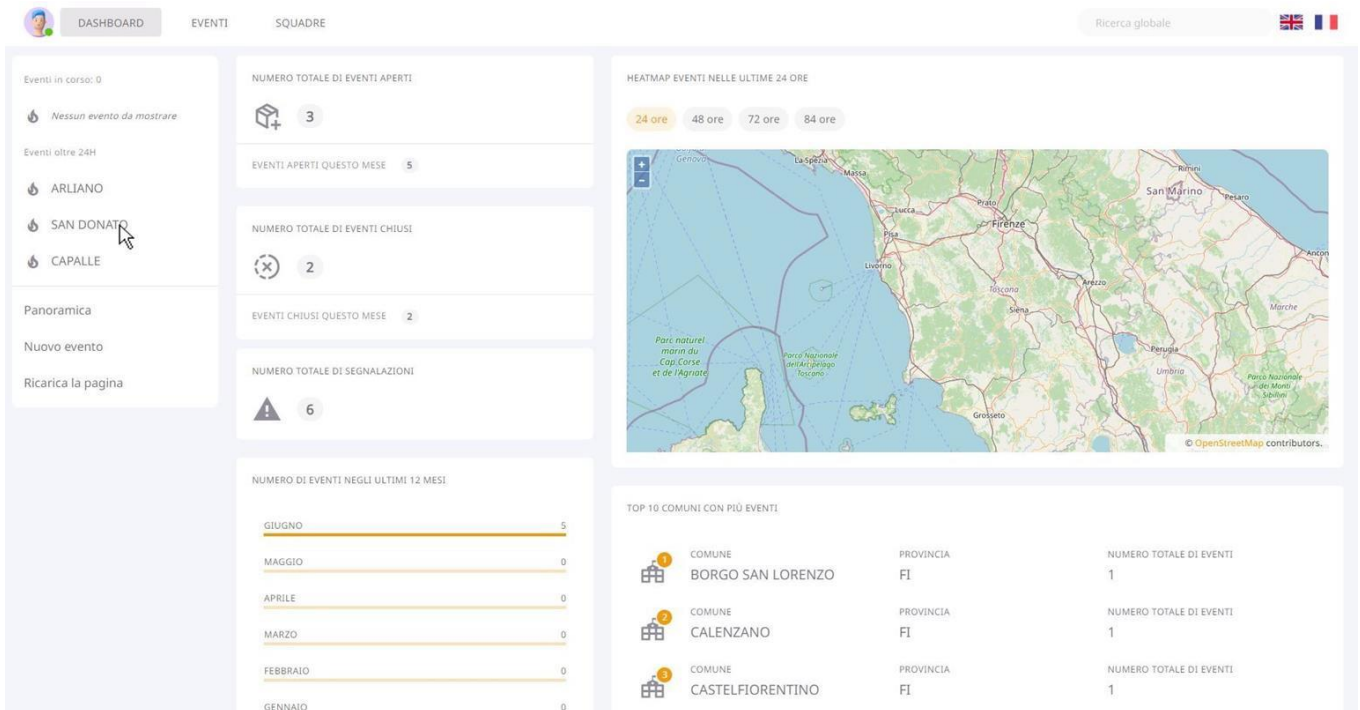 DASHBOARD EVENTI SQUADRE Ricerca globale
Eventi in corso: 0
Nessun evento da mostrare
Eventi oltre 24H
ARLIANO
SAN DONATO
CAPALLE
Panoramica
Nuovo evento
Ricarica la pagina
NUMERO TOTALE DI EVENTI APERTI
3
EVENTI APERTI QUESTO MESE 5
NUMERO TOTALE DI EVENTI CHIUSI
2
EVENTI CHIUSI QUESTO MESE 2
NUMERO TOTALE DI SEGNALAZIONI
6
NUMERO DI EVENTI NEGLI ULTIMI 12 MESI
GIUGNO 5
MAGGIO 0
APRILE 0
MARZO 0
FEBBRAIO 0
GENNAIO 0
HEATMAP EVENTI NELLE ULTIME 24 ORE
24 ore 48 ore 72 ore 84 ore
+
-
Genova
La Spezia
Massa
Rimini
San Marino
Pesaro
Prato
Lucca
Firenze
Pisa
Ancon
Livorno
Arezzo
Toscana
Siena
Marche
Parc naturel
marin du
Cap Corse
et de l'Agriate
Parco Nazionale
dell'Arcipelago
Toscano
Perugia
Umbria
Parco Nazionale
dei Monti
Sibillini
Grosseto
© OpenStreetMap contributors.
TOP 10 COMUNI CON PIÙ EVENTI
1
COMUNE PROVINCIA NUMERO TOTALE DI EVENTI
BORGO SAN LORENZO FI 1
2
COMUNE PROVINCIA NUMERO TOTALE DI EVENTI
CALENZANO FI 1
3
COMUNE PROVINCIA NUMERO TOTALE DI EVENTI
CASTELFIORENTINO FI 1